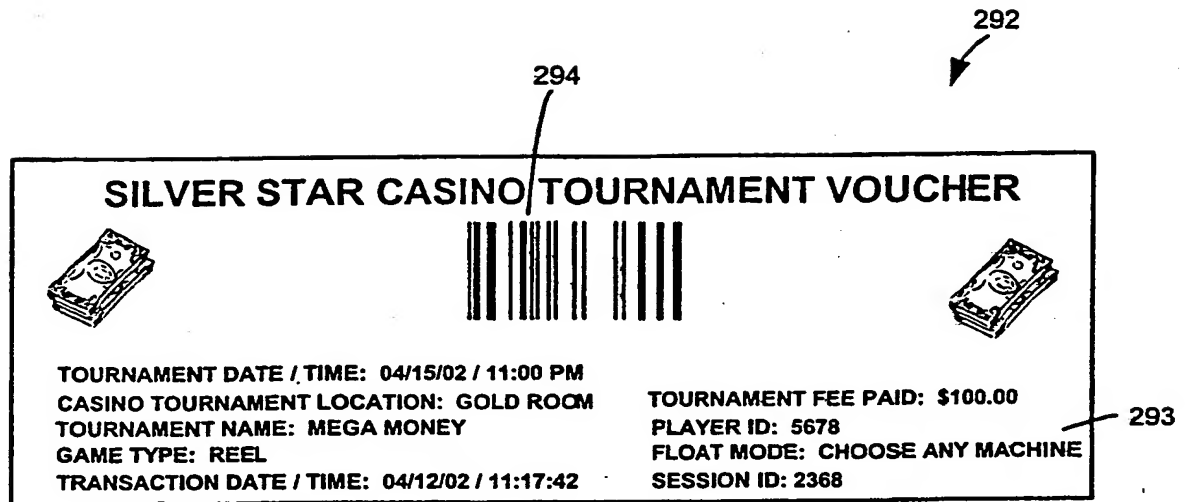 292
294
SILVER STAR CASINO TOURNAMENT VOUCHER
TOURNAMENT DATE / TIME: 04/15/02 / 11:00 PM
CASINO TOURNAMENT LOCATION: GOLD ROOM
TOURNAMENT NAME: MEGA MONEY
GAME TYPE: REEL
TRANSACTION DATE / TIME: 04/12/02 / 11:17:42
TOURNAMENT FEE PAID: $100.00
PLAYER ID: 5678
FLOAT MODE: CHOOSE ANY MACHINE
SESSION ID: 2368
293